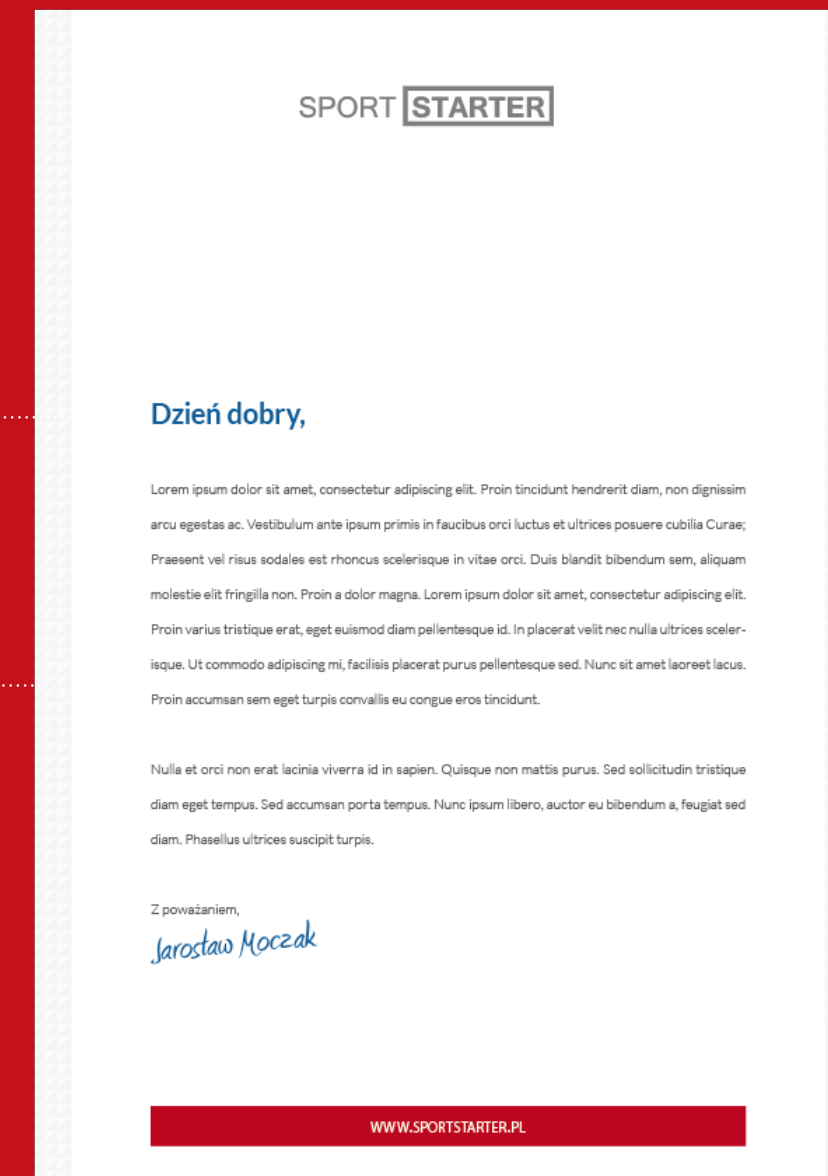 SPORT STARTER
Dzień dobry,
Lorem ipsum dolor sit amet, consectetur adipiscing elit. Proin tincidunt hendrerit diam, non dignissim
arcu egestas ac. Vestibulum ante ipsum primis in faucibus orci luctus et ultrices posuere cubilia Curae;
Praesent vel risus sodales est rhoncus scelerisque in vitae orci. Duis blandit bibendum sem, aliquam
molestie elit fringilla non. Proin a dolor magna. Lorem ipsum dolor sit amet, consectetur adipiscing elit.
Proin varius tristique erat, eget euismod diam pellentesque id. In placerat velit nec nulla ultrices sceler-
isque. Ut commodo adipiscing mi, facilisis placerat purus pellentesque sed. Nunc sit amet laoreet lacus.
Proin accumsan sem eget turpis convallis eu congue eros tincidunt.
Nulla et orci non erat lacinia viverra id in sapien. Quisque non mattis purus. Sed sollicitudin tristique
diam eget tempus. Sed accumsan porta tempus. Nunc ipsum libero, auctor eu bibendum a, feugiat sed
diam. Phasellus ultrices suscipit turpis.
Z poważaniem,
Jarosław Moczak
WWW.SPORTSTARTER.PL